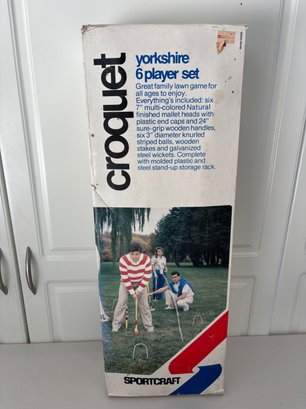 croquet
yorkshire
6 player set
Great family lawn game for
all ages to enjoy.
Everything's included: six
7" multi-colored Natural
finished mallet heads with
plastic end caps and 24"
sure-grip wooden handles,
six 3" diameter knurled
striped balls, wooden
stakes and galvanized
steel wickets. Complete
with molded plastic and
steel stand-up storage rack.
SPORTCRAFT